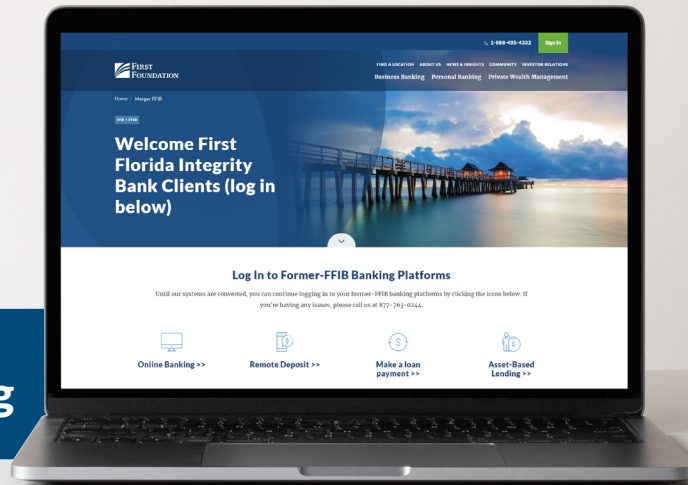 1-888-405-4332 Sign In
FIRST
FOUNDATION
FIND A LOCATION ABOUT US NEWS & INSIGHTS COMMUNITY INVESTOR RELATIONS
Business Banking Personal Banking Private Wealth Management
Home Merger FFIB
FFB + FFIB
Welcome First
Florida Integrity
Bank Clients (log in
below)
Log In to Former-FFIB Banking Platforms
Until our systems are converted, you can continue logging in to your former-FFIB banking platforms by clicking the icons below. If
you're having any issues, please call us at 877-763-0244.
Online Banking >> Remote Deposit >> Make a loan
payment >> Asset-Based
Lending >>
g